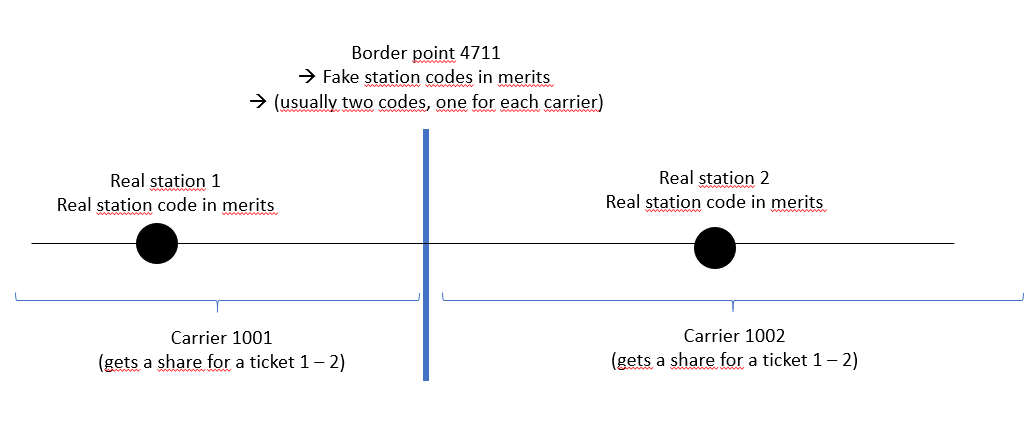 Border point 4711
→ Fake station codes in merits
→ (usually two codes, one for each carrier)
Real station 1
Real station code in merits
Real station 2
Real station code in merits
Carrier 1001
(gets a share for a ticket 1 – 2)
Carrier 1002
(gets a share for a ticket 1 – 2)